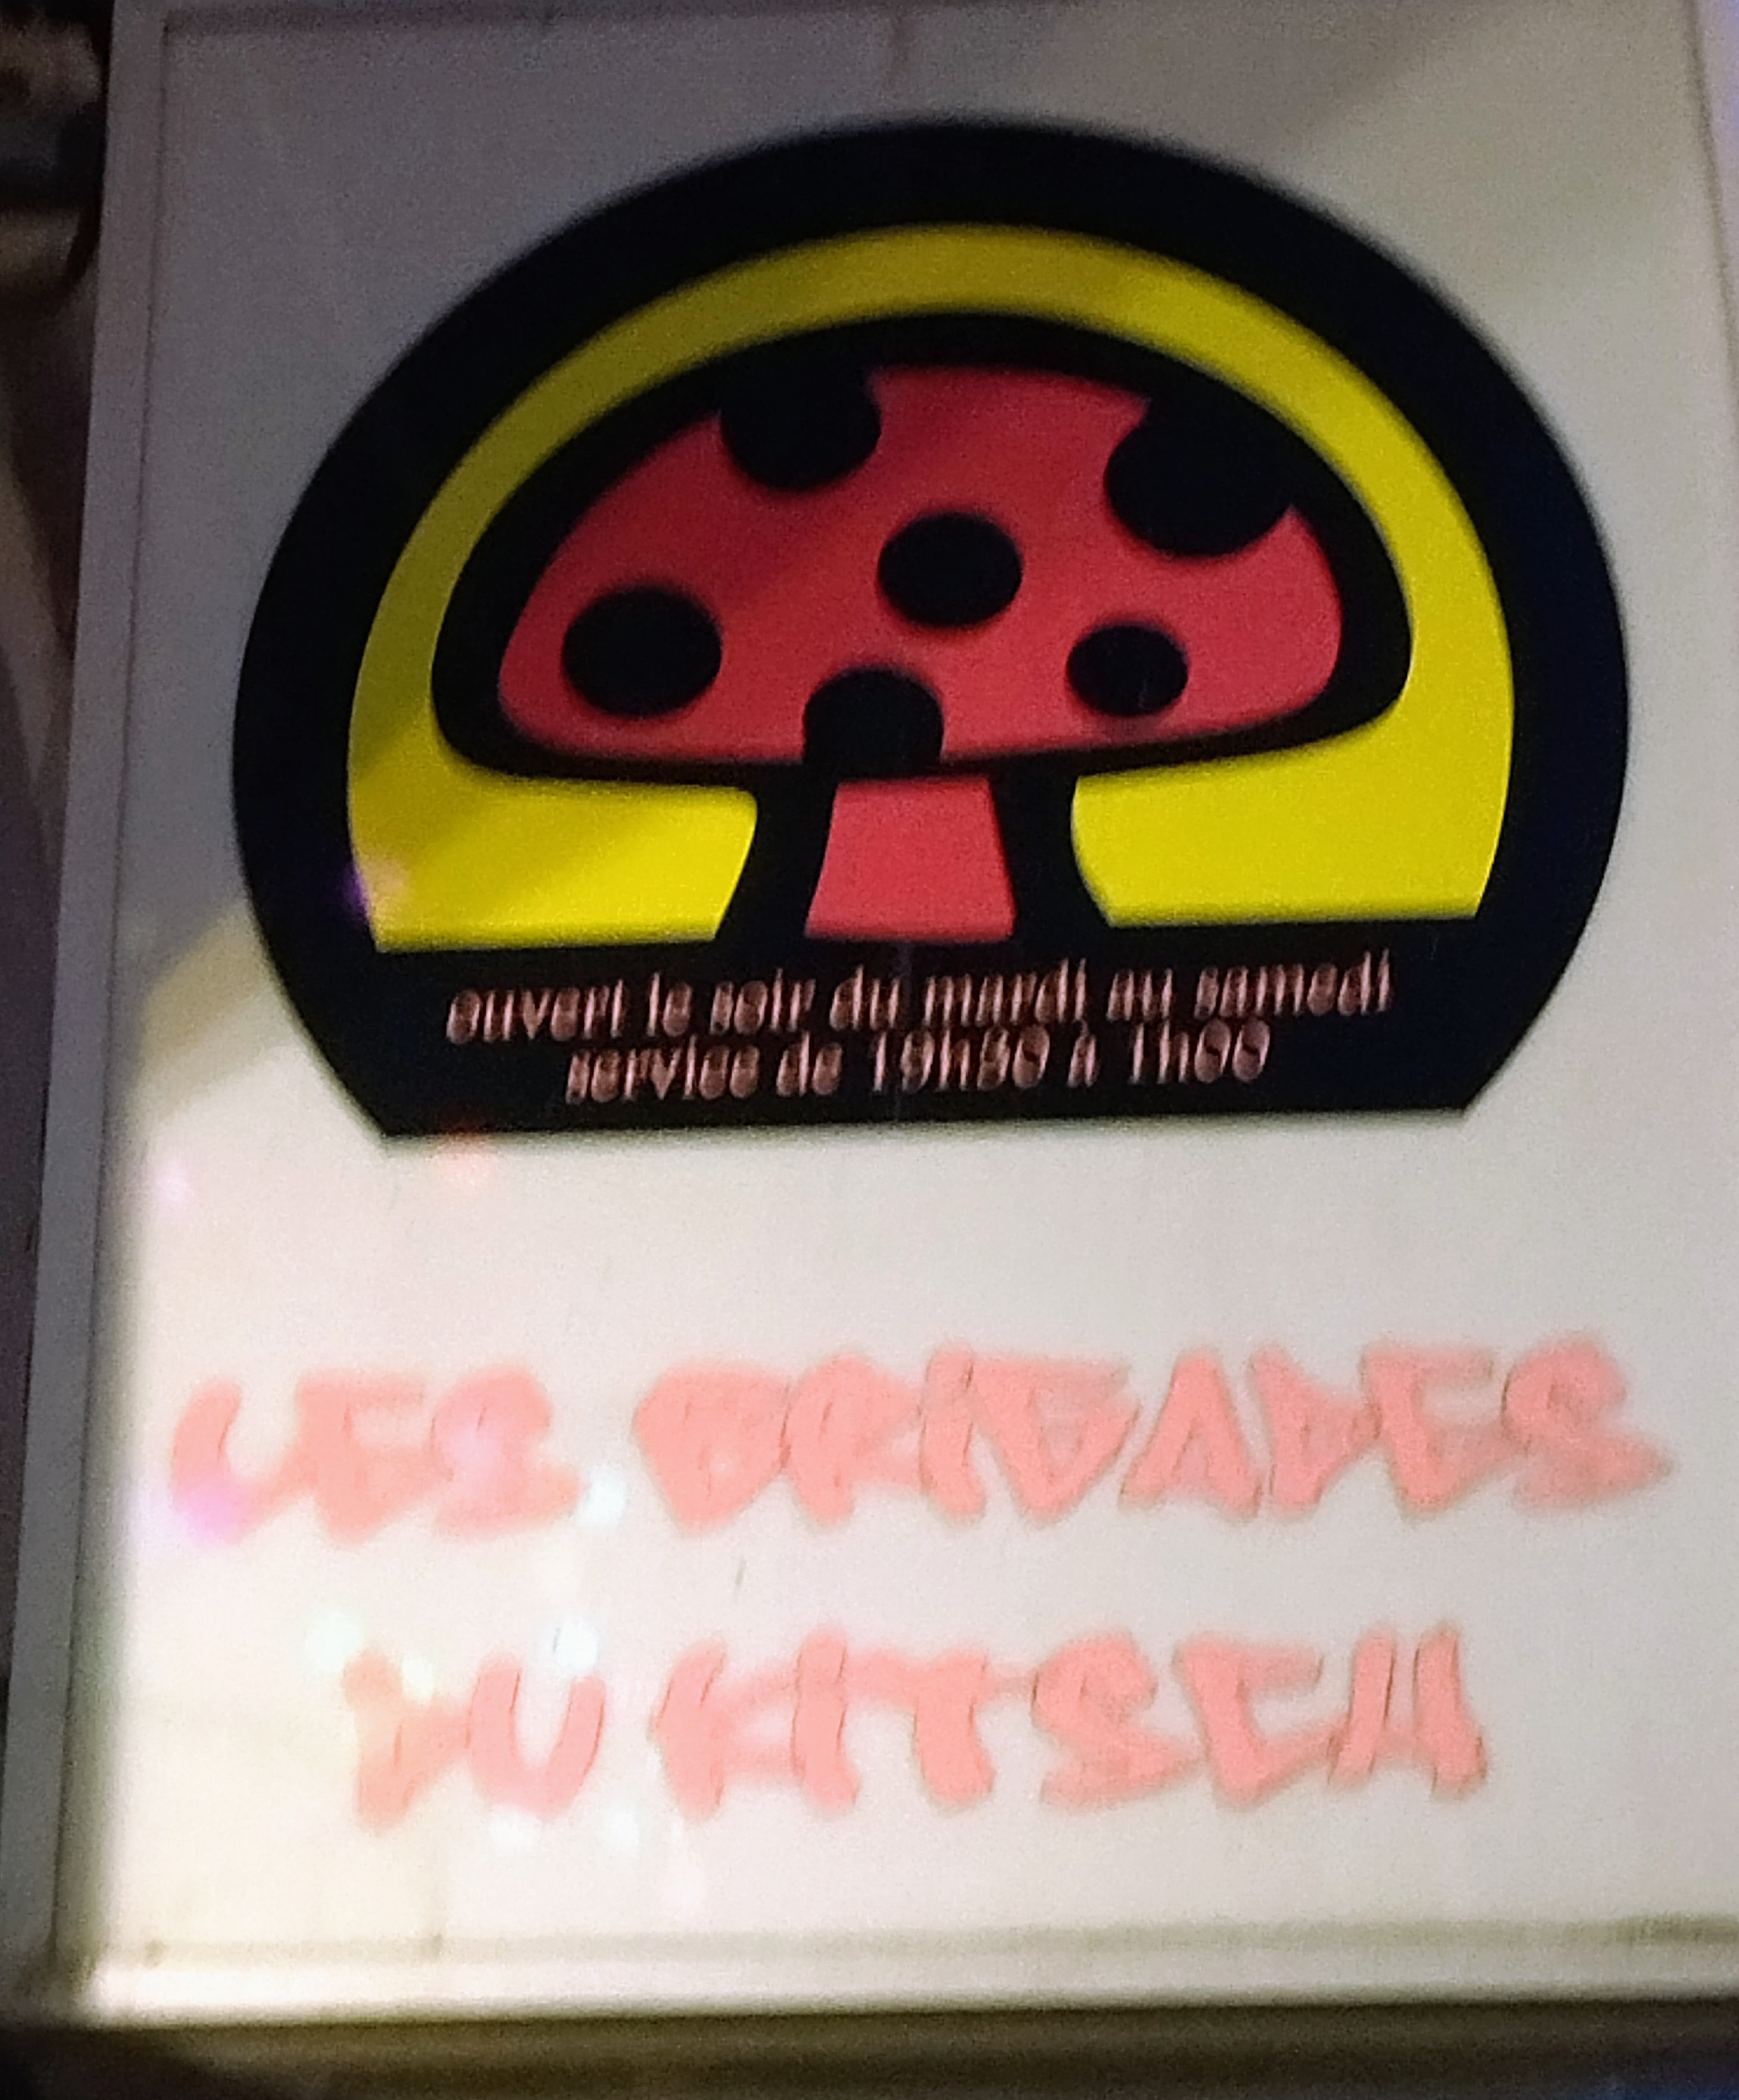 ouvert le soir du mardi au samedi
service de 19h30 à 1h00
LES BRIGADES
DU KITSCH